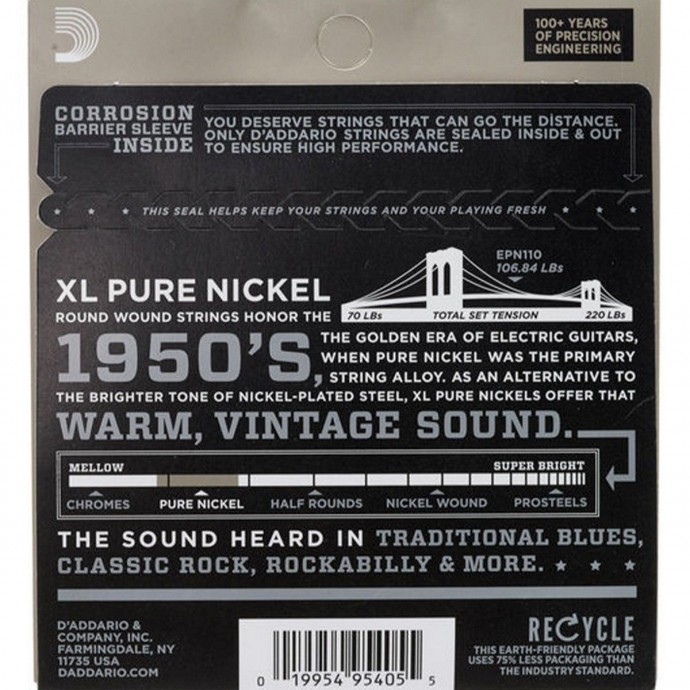 100+ YEARS
OF PRECISION
ENGINEERING
CORROSION
BARRIER SLEEVE
INSIDE
YOU DESERVE STRINGS THAT CAN GO THE DISTANCE.
ONLY D'ADDARIO STRINGS ARE SEALED INSIDE & OUT
TO ENSURE HIGH PERFORMANCE.
THIS SEAL HELPS KEEP YOUR STRINGS AND YOUR PLAYING FRESH
EPN110
106.84 LBs
70 LBs TOTAL SET TENSION 220 LBs
XL PURE NICKEL
ROUND WOUND STRINGS HONOR THE
1950'S,
THE GOLDEN ERA OF ELECTRIC GUITARS,
WHEN PURE NICKEL WAS THE PRIMARY
STRING ALLOY. AS AN ALTERNATIVE TO
THE BRIGHTER TONE OF NICKEL-PLATED STEEL, XL PURE NICKELS OFFER THAT
WARM, VINTAGE SOUND.
MELLOW SUPER BRIGHT
CHROMES PURE NICKEL HALF ROUNDS NICKEL WOUND PROSTEELS
THE SOUND HEARD IN TRADITIONAL BLUES,
CLASSIC ROCK, ROCKABILLY & MORE.
D'ADDARIO &
COMPANY, INC.
FARMINGDALE, NY
11735 USA
DADDARIO.COM
0 19954 95405 5
RECYCLE
THIS EARTH-FRIENDLY PACKAGE
USES 75% LESS PACKAGING THAN
THE INDUSTRY STANDARD.